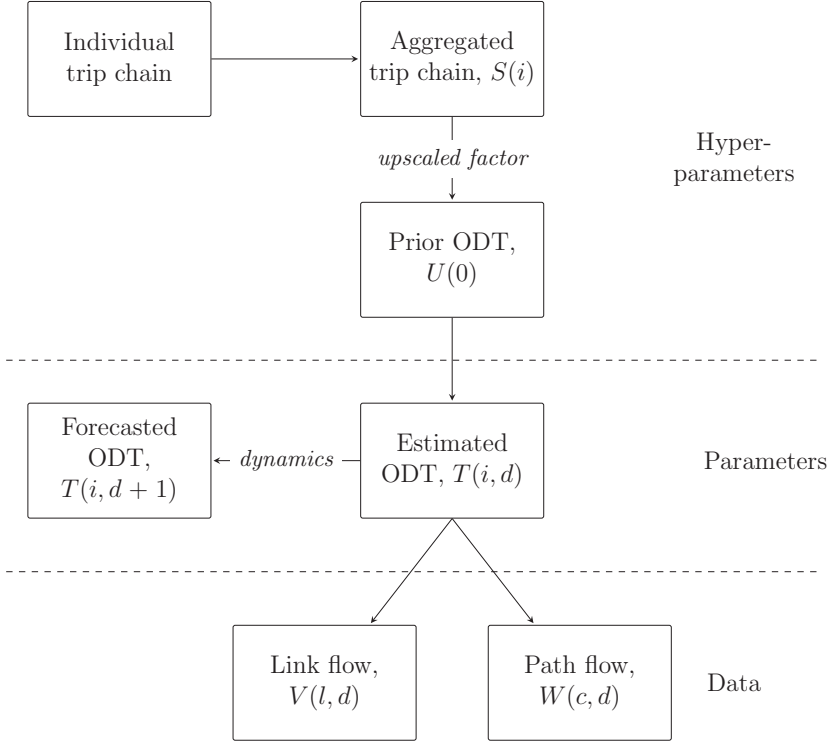 Individual
trip chain
Aggregated
trip chain, S(i)
upscaled factor
Hyper-
parameters
Prior ODT,
U(0)
Forecasted
ODT,
T(i, d + 1)
dynamics
Estimated
ODT, T(i, d)
Parameters
Link flow,
V(l, d)
Path flow,
W(c, d)
Data